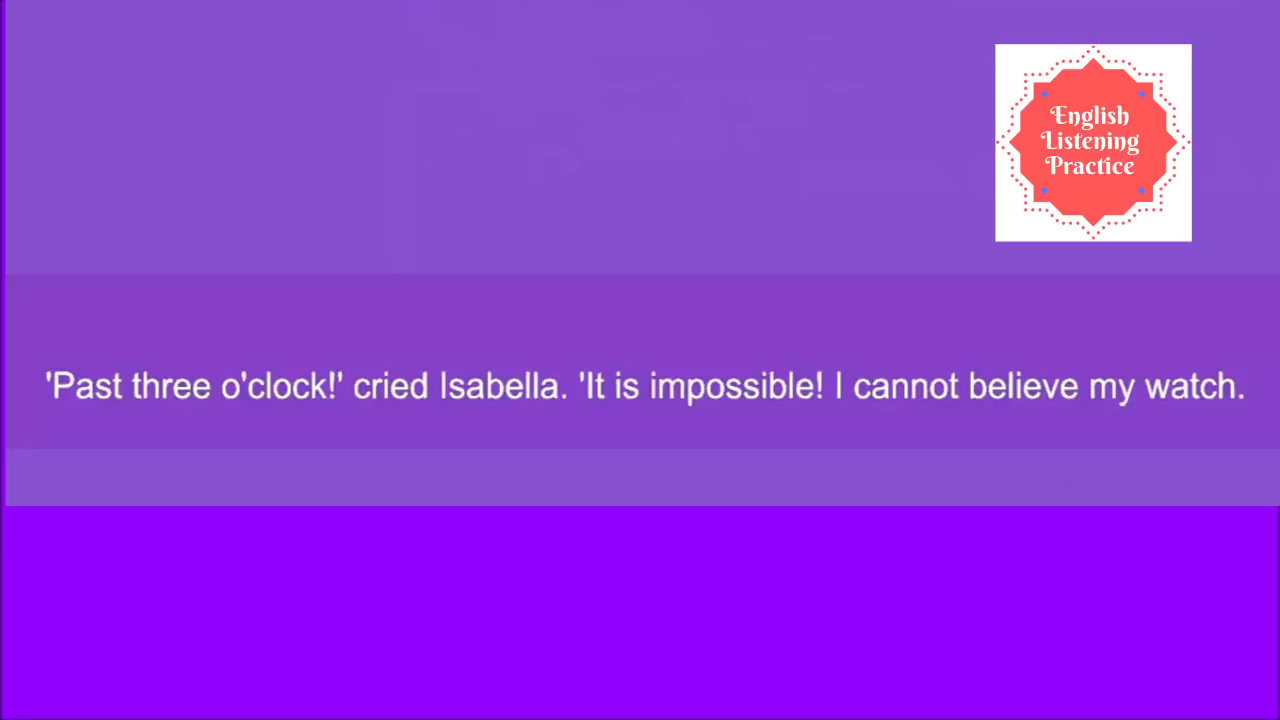 English
Listening
Practice
'Past three o'clock!' cried Isabella. 'It is impossible! I cannot believe my watch.